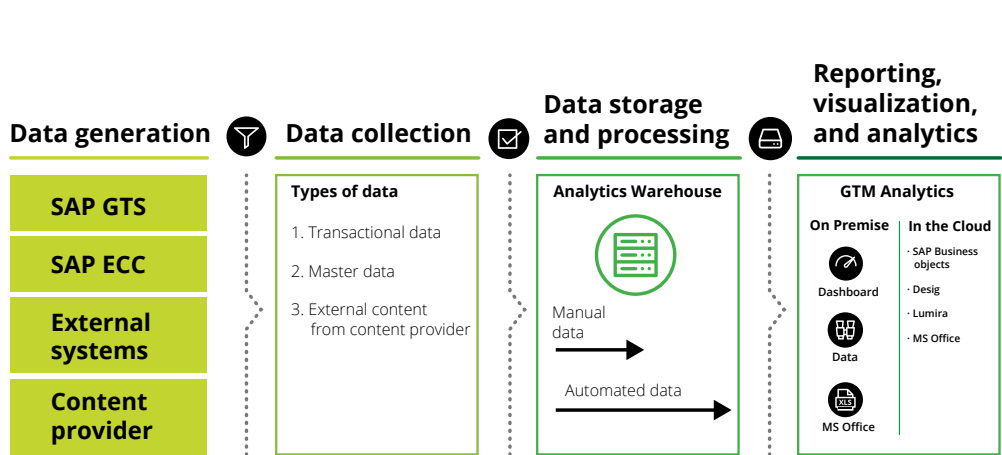 Data generation
SAP GTS
SAP ECC
External
systems
Content
provider
Data collection
Types of data
1. Transactional data
2. Master data
3. External content
from content provider
Data storage
and processing
Analytics Warehouse
Manual
data
Automated data
Reporting,
visualization,
and analytics
GTM Analytics
On Premise
Dashboard
Data
XLS
MS Office
In the Cloud
· SAP Business
objects
· Desig
· Lumira
· MS Office